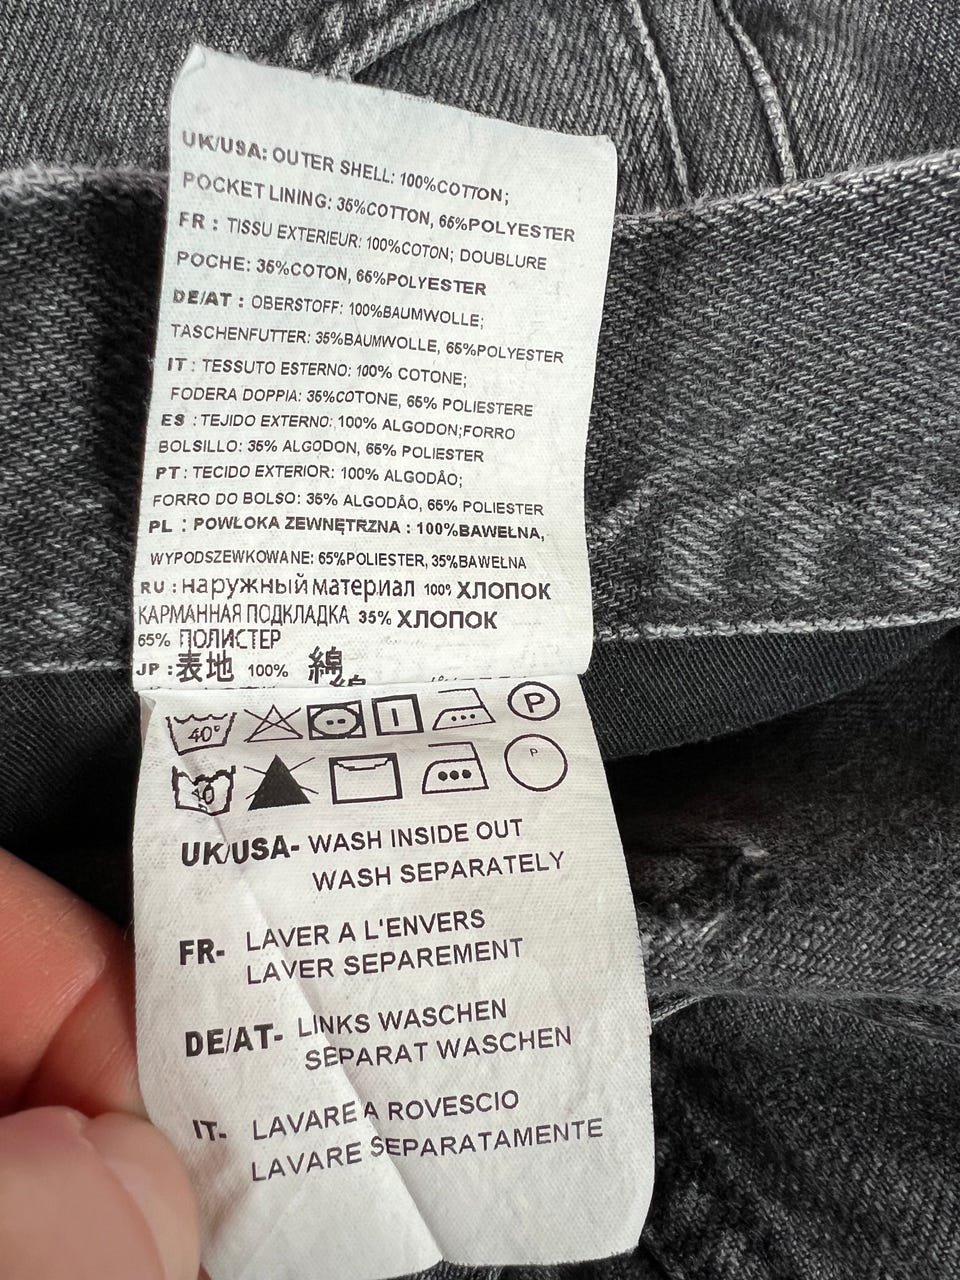 UK/USA: OUTER SHELL: 100%COTTON;
POCKET LINING: 35%COTTON, 65%POLYESTER
FR : TISSU EXTERIEUR: 100%COTON; DOUBLURE
POCHE: 35%COTON, 65%POLYESTER
DE/AT : OBERSTOFF: 100%BAUMWOLLE;
TASCHENFUTTER: 35%BAUMWOLLE, 65%POLYESTER
IT : TESSUTO ESTERNO: 100% COTONE;
FODERA DOPPIA: 35%COTONE, 65% POLIESTERE
ES : TEJIDO EXTERNO: 100% ALGODON;FORRO
BOLSILLO: 35% ALGODON, 65% POLIESTER
PT : TECIDO EXTERIOR: 100% ALGODÂO;
FORRO DO BOLSO: 35% ALGODÂO, 65% POLIESTER
PL : POWŁOKA ZEWNĘTRZNA : 100%BAWEŁNA,
WYPODSZEWKOWANE: 65%POLIESTER, 35%BAWEŁNA
RU : наружный материал 100% ХЛОПОК
КАРМАННАЯ ПОДКЛАДКА 35% ХЛОПОК
65% ПОЛИСТЕР
JP : 表地 100% 綿
40° I P
40 P
UK/USA- WASH INSIDE OUT
WASH SEPARATELY
FR- LAVER A L'ENVERS
LAVER SEPAREMENT
DE/AT- LINKS WASCHEN
SEPARAT WASCHEN
IT- LAVARE A ROVESCIO
LAVARE SEPARATAMENTE